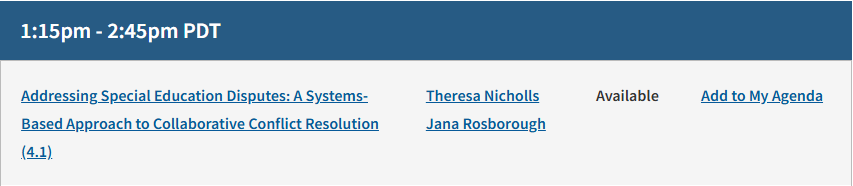 1:15pm - 2:45pm PDT
Addressing Special Education Disputes: A Systems-
Based Approach to Collaborative Conflict Resolution
(4.1)
Theresa Nicholls
Jana Rosborough
Available
Add to My Agenda